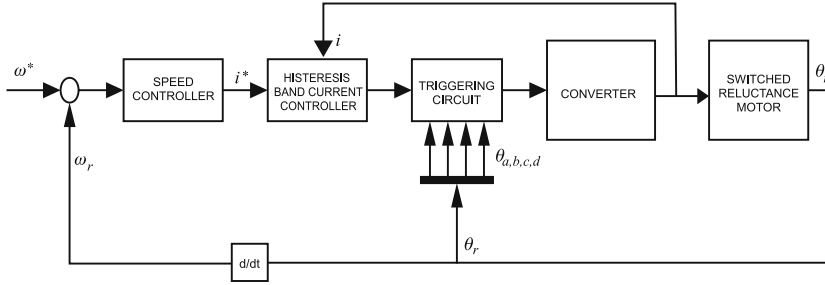 i
ω*
SPEED
CONTROLLER
i*
HISTERESIS
BAND CURRENT
CONTROLLER
TRIGGERING
CIRCUIT
CONVERTER
SWITCHED
RELUCTANCE
MOTOR
θ
ωr
θa,b,c,d
θr
d/dt